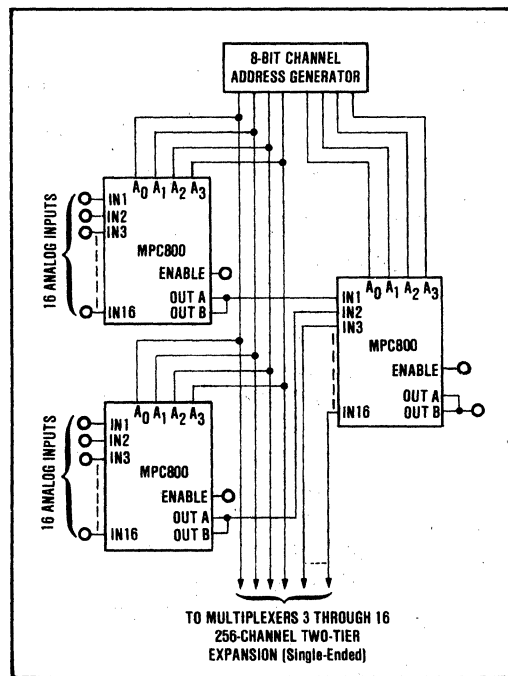 8-BIT CHANNEL
ADDRESS GENERATOR
A0 A1 A2 A3
16 ANALOG INPUTS
IN1
IN2
IN3
IN16
MPC800
ENABLE
OUT A
OUT B
A0 A1 A2 A3
IN1
IN2
IN3
IN16
MPC800
ENABLE
OUT A
OUT B
A0 A1 A2 A3
16 ANALOG INPUTS
IN1
IN2
IN3
IN16
MPC800
ENABLE
OUT A
OUT B
TO MULTIPLEXERS 3 THROUGH 16
256-CHANNEL TWO-TIER
EXPANSION (Single-Ended)